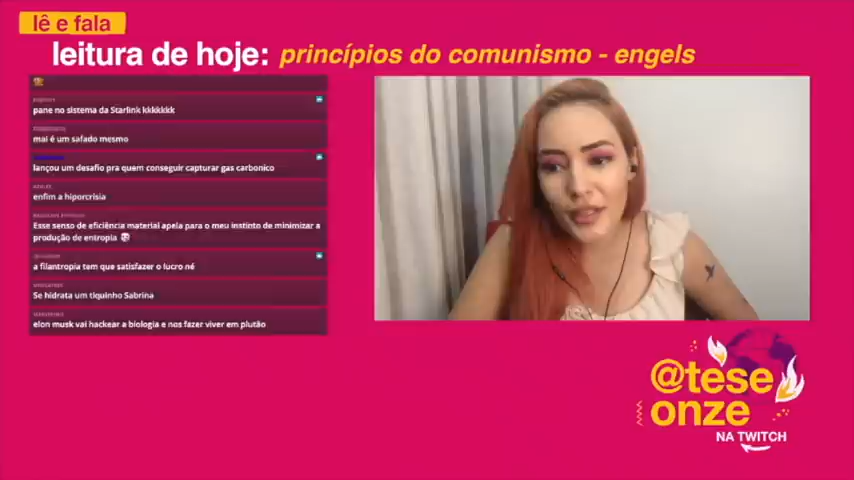 lê e fala
leitura de hoje: princípios do comunismo - engels
pane no sistema da Starlink kkkkkkk
mal é um safado mesmo
lançou um desafio pra quem conseguir capturar gas carbonico
enfim a hiporcrisia
Esse senso de eficiência material apela para o meu instinto de minimizar a
produção de entropia
a filantropia tem que satisfazer o lucro né
Se hidrata um tiquinho Sabrina
elon musk vai hackear a biologia e nos fazer viver em plutão
@tese
onze
NA TWITCH